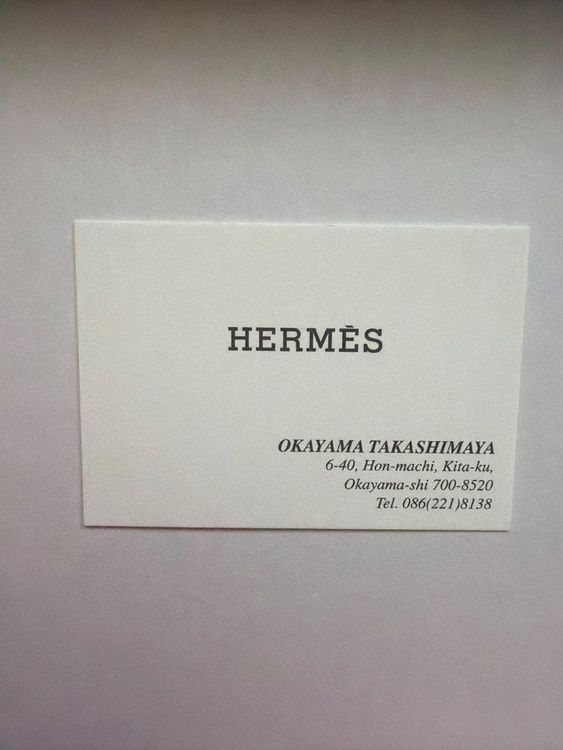 HERMÈS
OKAYAMA TAKASHIMAYA
6-40, Hon-machi, Kita-ku,
Okayama-shi 700-8520
Tel. 086(221)8138